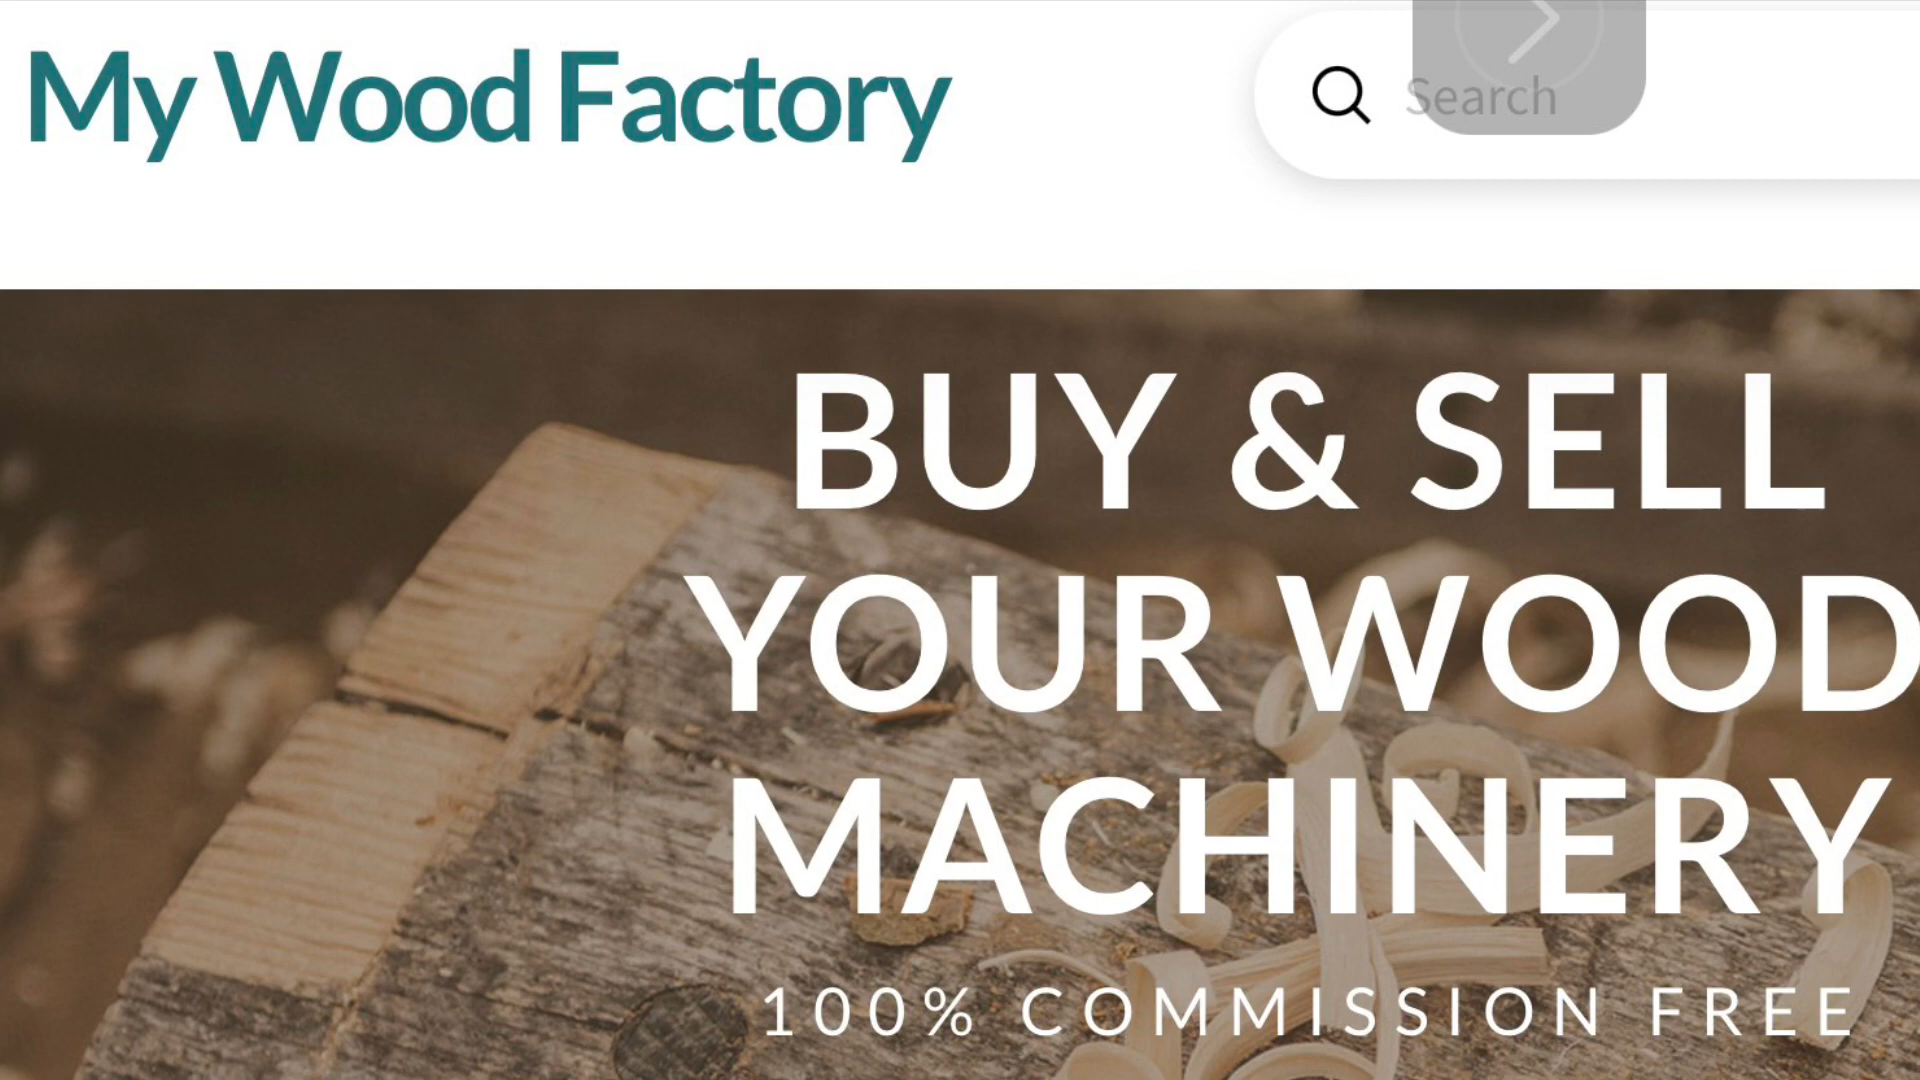 My Wood Factory
Search
BUY & SELL
YOUR WOOD
MACHINERY
100% COMMISSION FREE